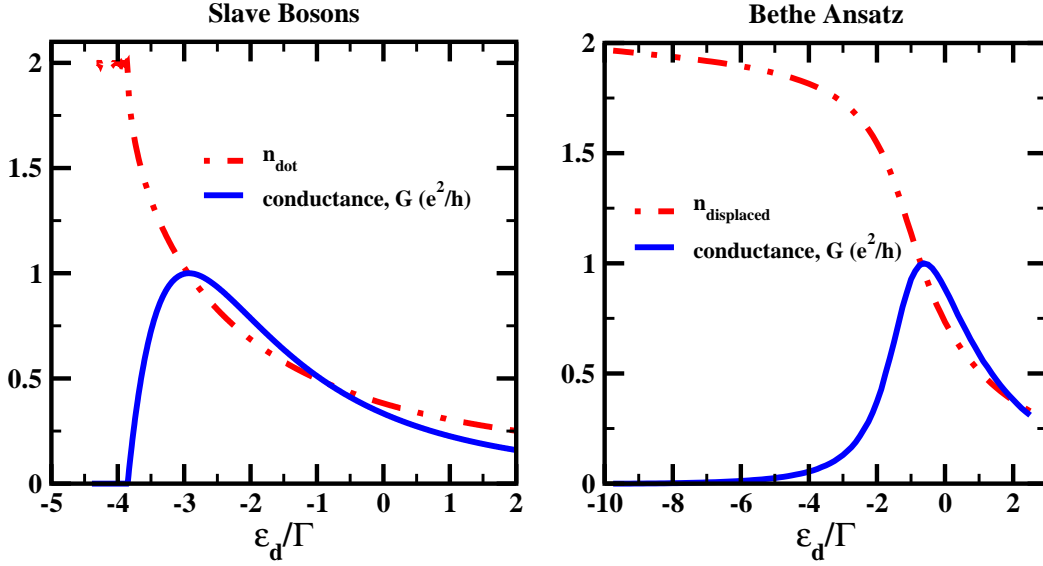 Slave Bosons
2
1.5
1
0.5
0
n_dot
conductance, G (e^2/h)
-5 -4 -3 -2 -1 0 1 2
ε_d/Γ
Bethe Ansatz
2
1.5
1
0.5
0
n_displaced
conductance, G (e^2/h)
-10 -8 -6 -4 -2 0 2
ε_d/Γ